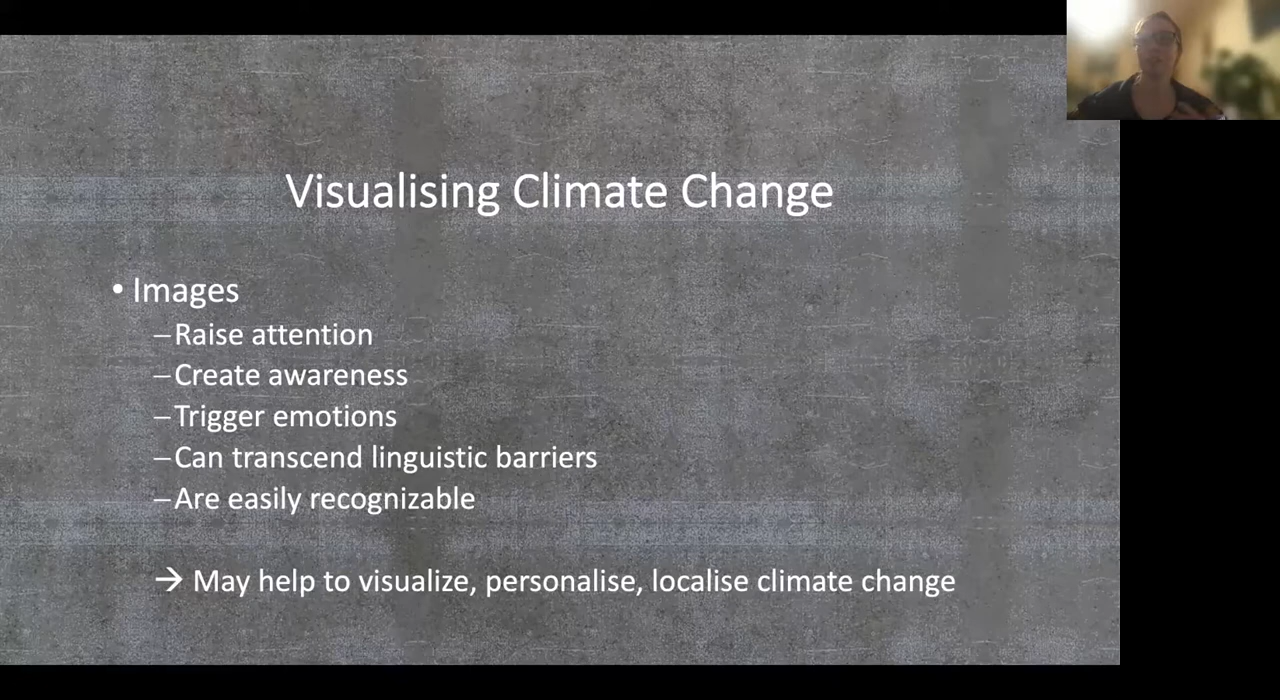 Visualising Climate Change
• Images
–Raise attention
–Create awareness
–Trigger emotions
–Can transcend linguistic barriers
–Are easily recognizable
→ May help to visualize, personalise, localise climate change